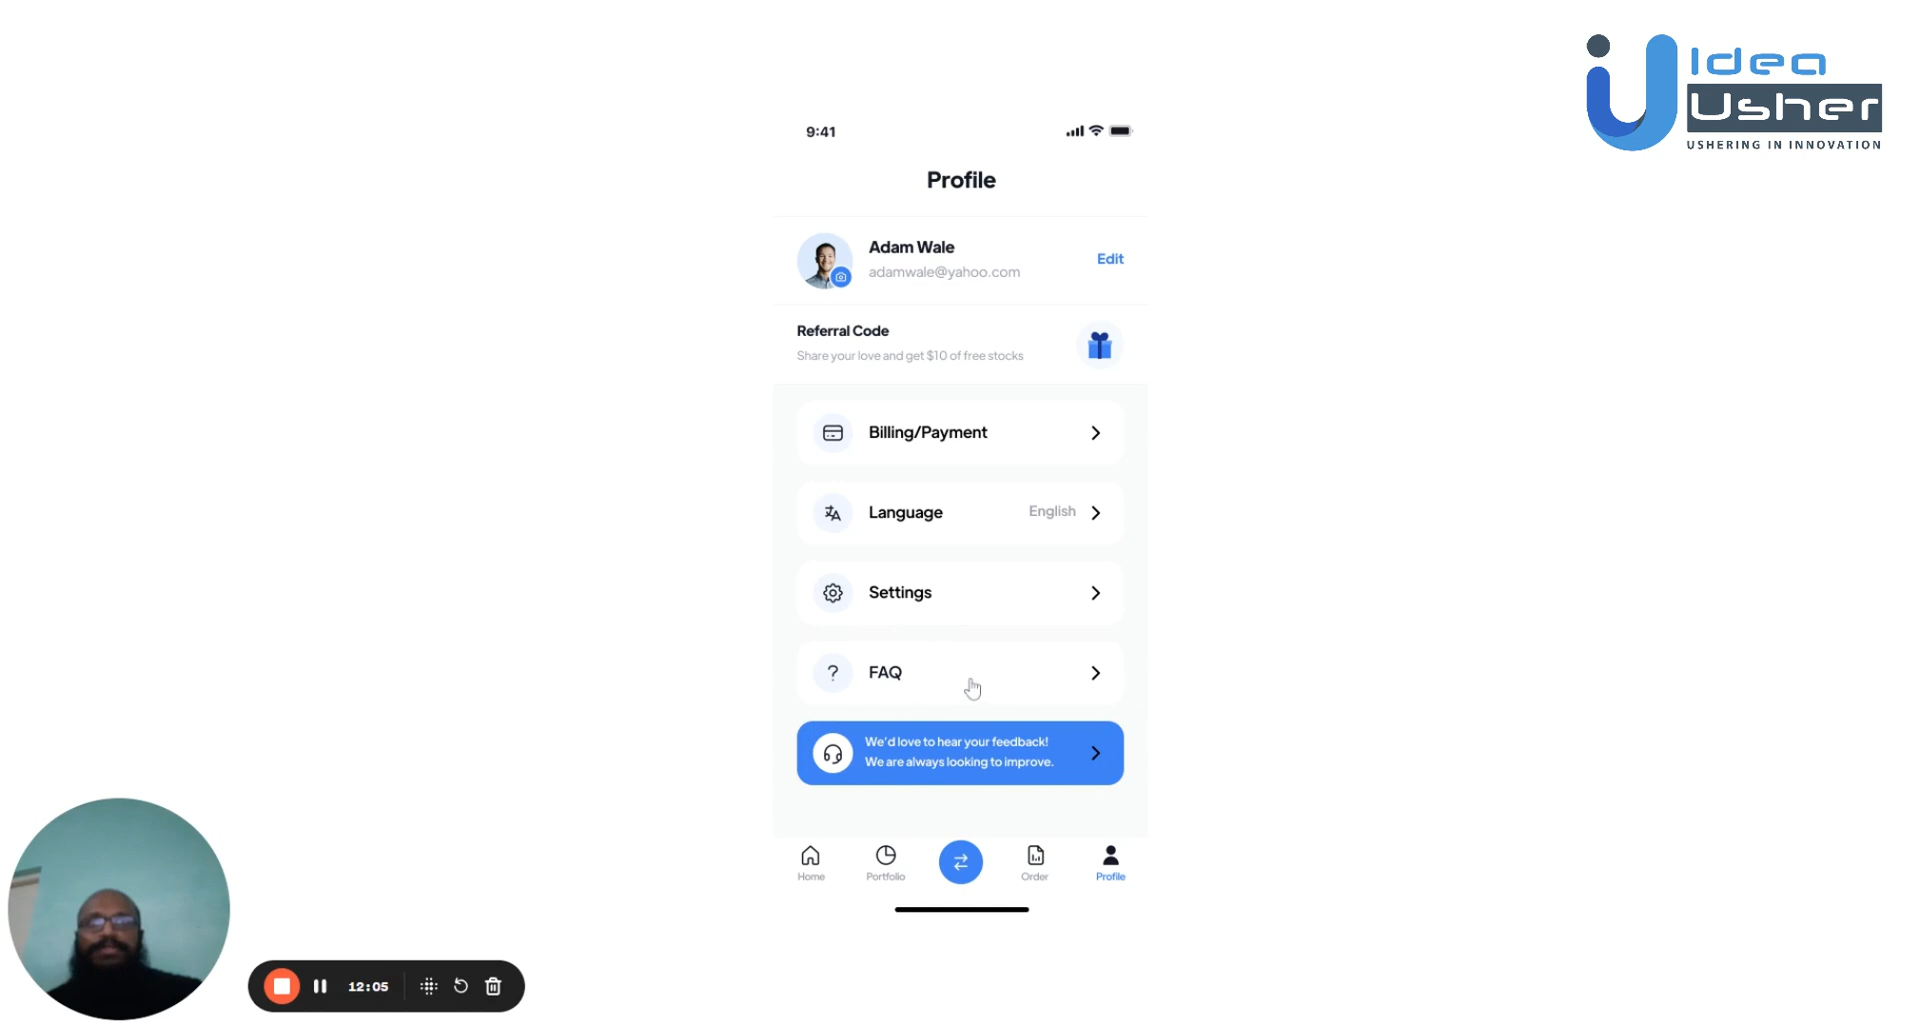 Idea
Usher
USHERING IN INNOVATION
9:41
Profile
Adam Wale
adamwale@yahoo.com
Edit
Referral Code
Share your love and get $10 of free stocks
Billing/Payment
Language
English
Settings
? FAQ
We'd love to hear your feedback!
We are always looking to improve.
Home
Portfolio
Order
Profile
12:05